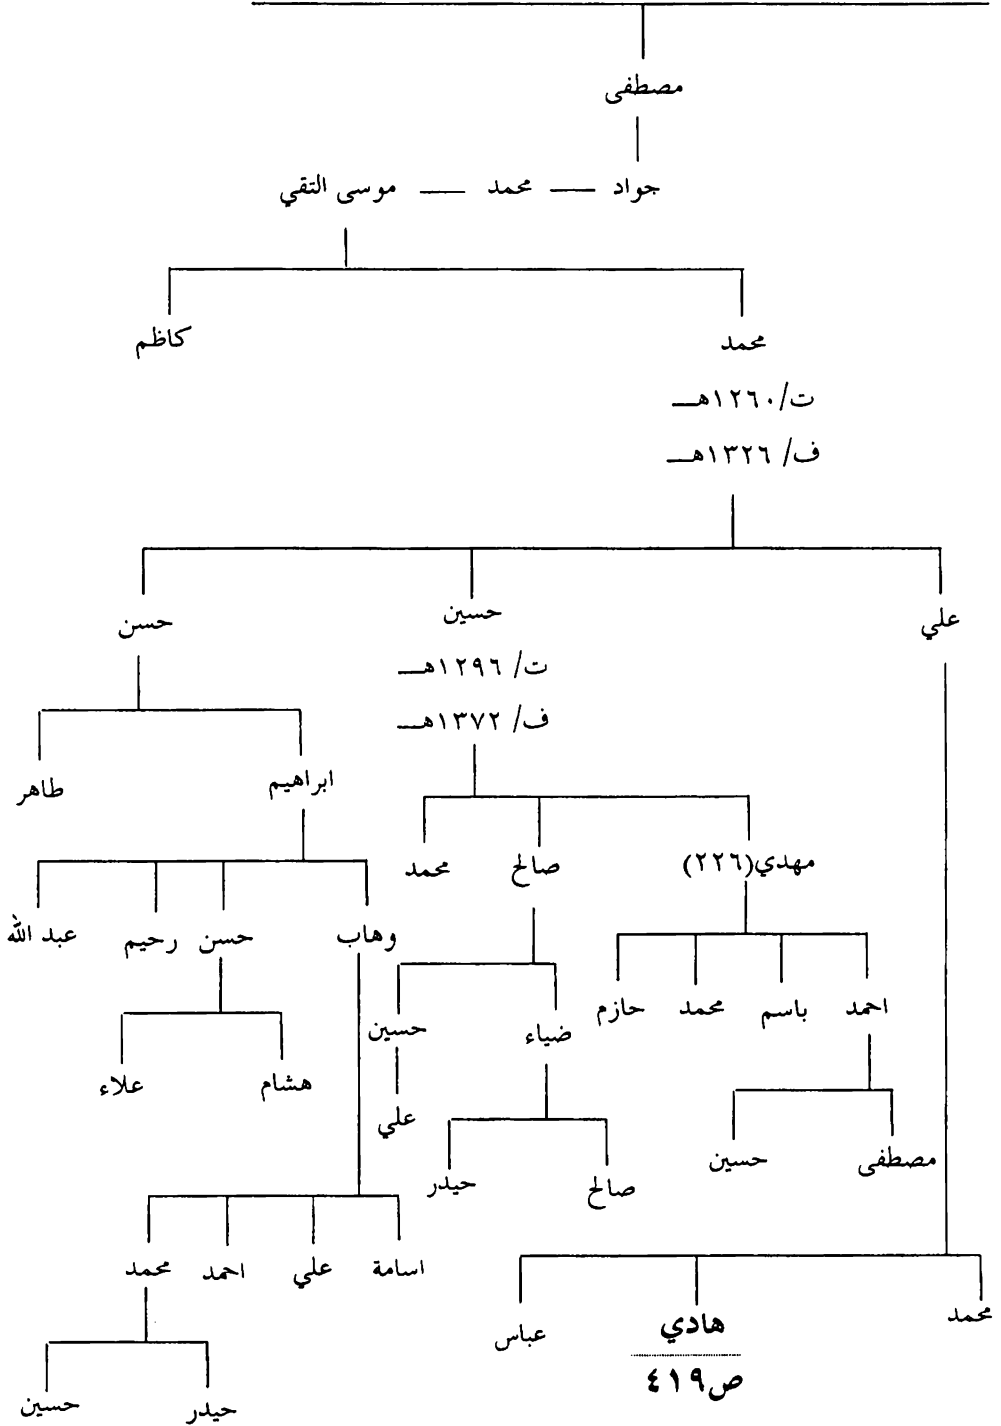 مصطفى
جواد — محمد — موسى التقي
محمد كاظم
ت/١٢٦٠هـ
ف/ ١٣٢٦هـ
علي حسين حسن
ت/ ١٢٩٦هـ
ف/ ١٣٧٢هـ
ابراهيم طاهر
مهدي(٢٢٦) صالح محمد
وهاب حسن رحيم عبد الله
احمد باسم محمد حازم
ضياء حسين
هشام علاء
علي
مصطفى حسين
صالح حيدر
اسامة علي احمد محمد
محمد هادي عباس
ص٤١٩
حيدر حسين